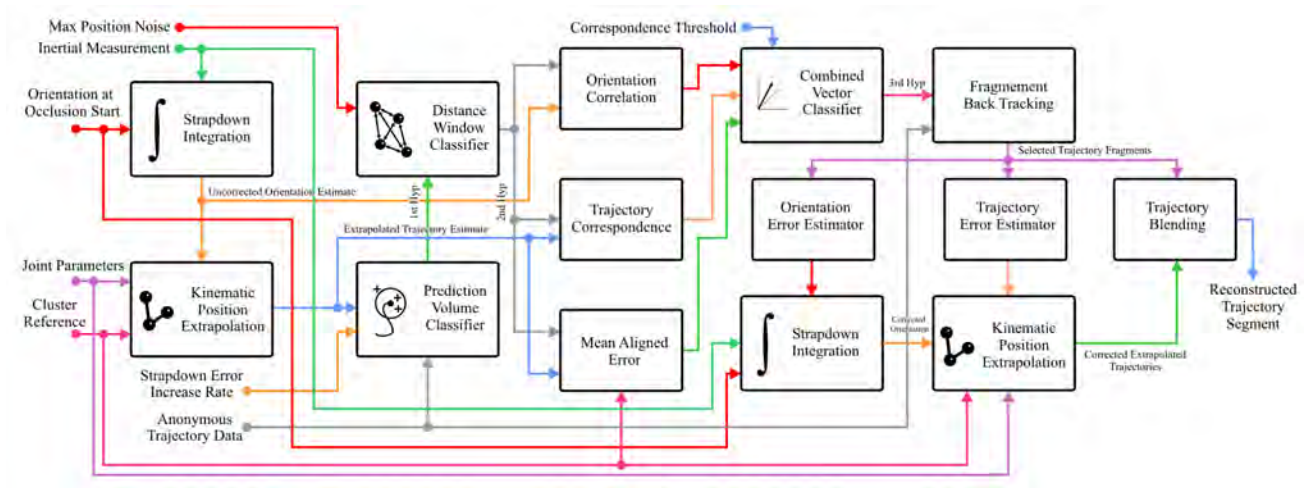 Max Position Noise
Inertial Measurement
Orientation at
Occlusion Start
Strapdown
Integration
Distance
Window
Classifier
Orientation
Correlation
Correspondence Threshold
Combined
Vector
Classifier
3rd Hyp
Fragmement
Back Tracking
Uncorrected Orientation Estimate
1st Hyp
2nd Hyp
Selected Trajectory Fragments
Trajectory
Correspondence
Orientation
Error Estimator
Trajectory
Error Estimator
Trajectory
Blending
Extrapolated Trajectory Estimate
Joint Parameters
Cluster
Reference
Kinematic
Position
Extrapolation
Prediction
Volume
Classifier
Mean Aligned
Error
Strapdown
Integration
Corrected
Orientation
Kinematic
Position
Extrapolation
Corrected Extrapolated
Trajectories
Reconstructed
Trajectory
Segment
Strapdown Error
Increase Rate
Anonymous
Trajectory Data